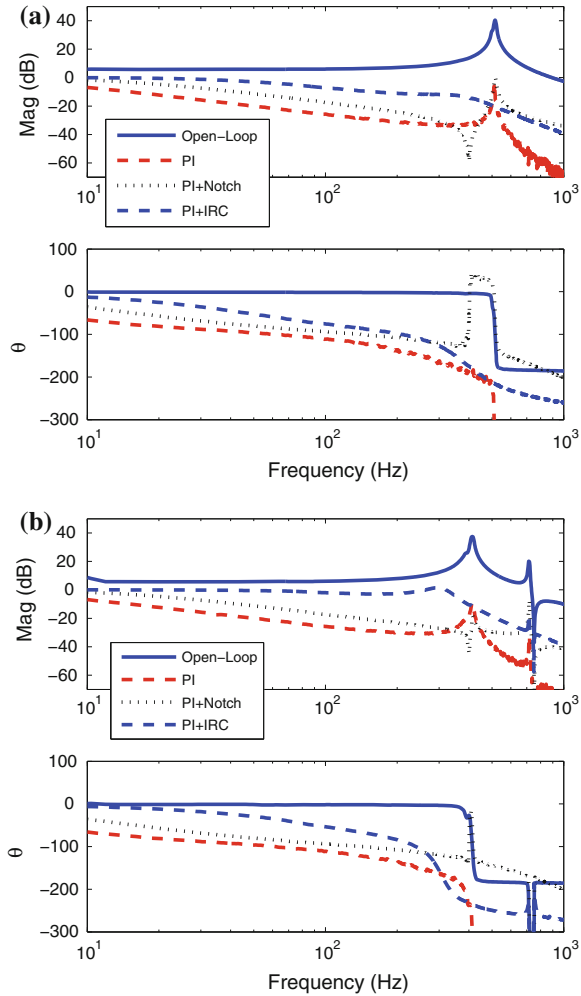 (a)
40
20
0
−20
−40
−60
Mag (dB)
Open−Loop
PI
PI+Notch
PI+IRC
10^1
10^2
10^3
100
0
−100
−200
−300
θ
10^1
10^2
10^3
Frequency (Hz)
(b)
40
20
0
−20
−40
−60
Mag (dB)
Open−Loop
PI
PI+Notch
PI+IRC
10^1
10^2
10^3
100
0
−100
−200
−300
θ
10^1
10^2
10^3
Frequency (Hz)